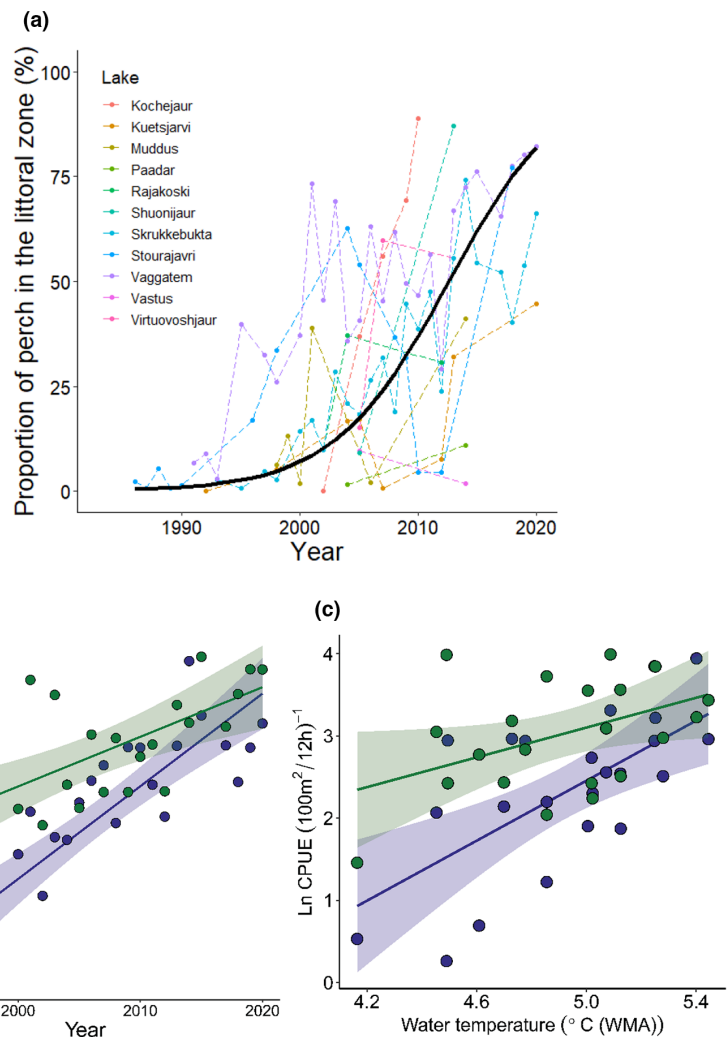 (a)
Proportion of perch in the littoral zone (%)
100
75
50
25
0
Lake
Kochejaur
Kuetsjarvi
Muddus
Paadar
Rajakoski
Shuonijaur
Skrukkebukta
Stourajavri
Vaggatem
Vastus
Virtuovoshjaur
1990 2000 2010 2020
Year
2000 2010 2020
Year
(c)
Ln CPUE (100m²/12h)⁻¹
4
3
2
1
0
4.2 4.6 5.0 5.4
Water temperature (° C (WMA))